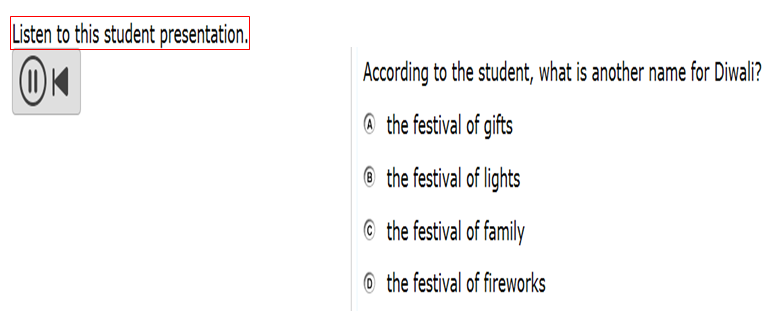 Listen to this student presentation.
According to the student, what is another name for Diwali?
A the festival of gifts
B the festival of lights
C the festival of family
D the festival of fireworks